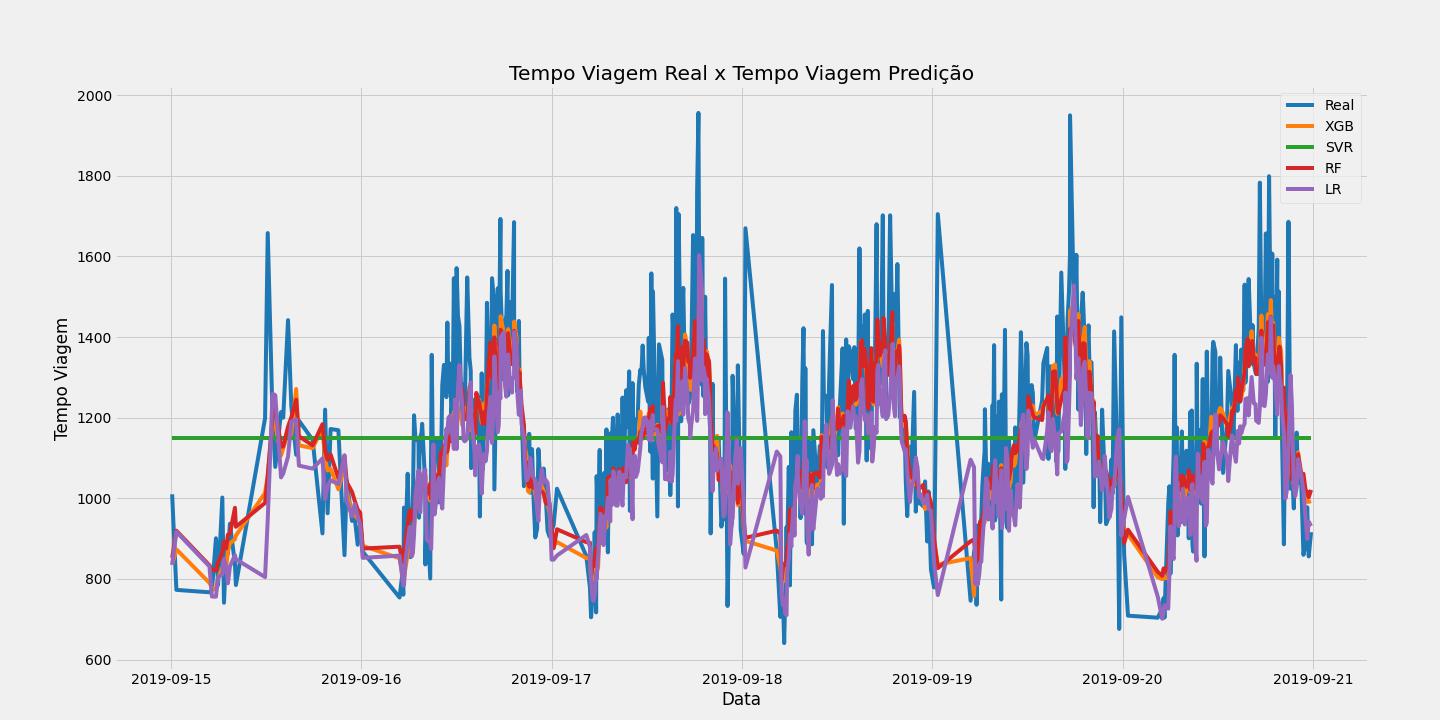 Tempo Viagem Real x Tempo Viagem Predição
2000
1800
1600
1400
1200
1000
800
600
Tempo Viagem
Real
XGB
SVR
RF
LR
2019-09-15 2019-09-16 2019-09-17 2019-09-18 2019-09-19 2019-09-20 2019-09-21
Data